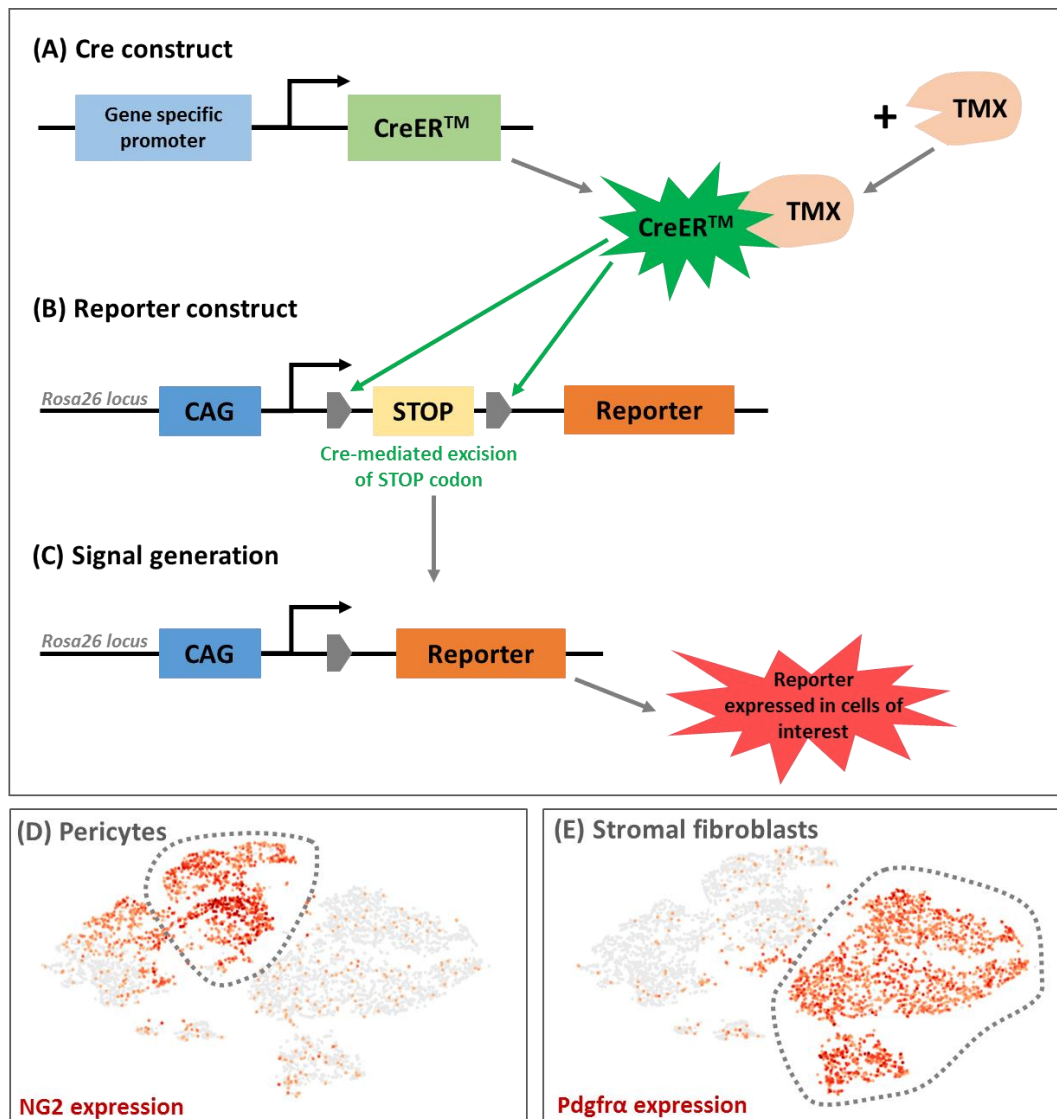 (A) Cre construct
Gene specific
promoter
CreER™
+
TMX
CreER™
TMX
(B) Reporter construct
Rosa26 locus
CAG
STOP
Reporter
Cre-mediated excision
of STOP codon
(C) Signal generation
Rosa26 locus
CAG
Reporter
Reporter
expressed in cells of
interest
(D) Pericytes
NG2 expression
(E) Stromal fibroblasts
Pdgfrα expression